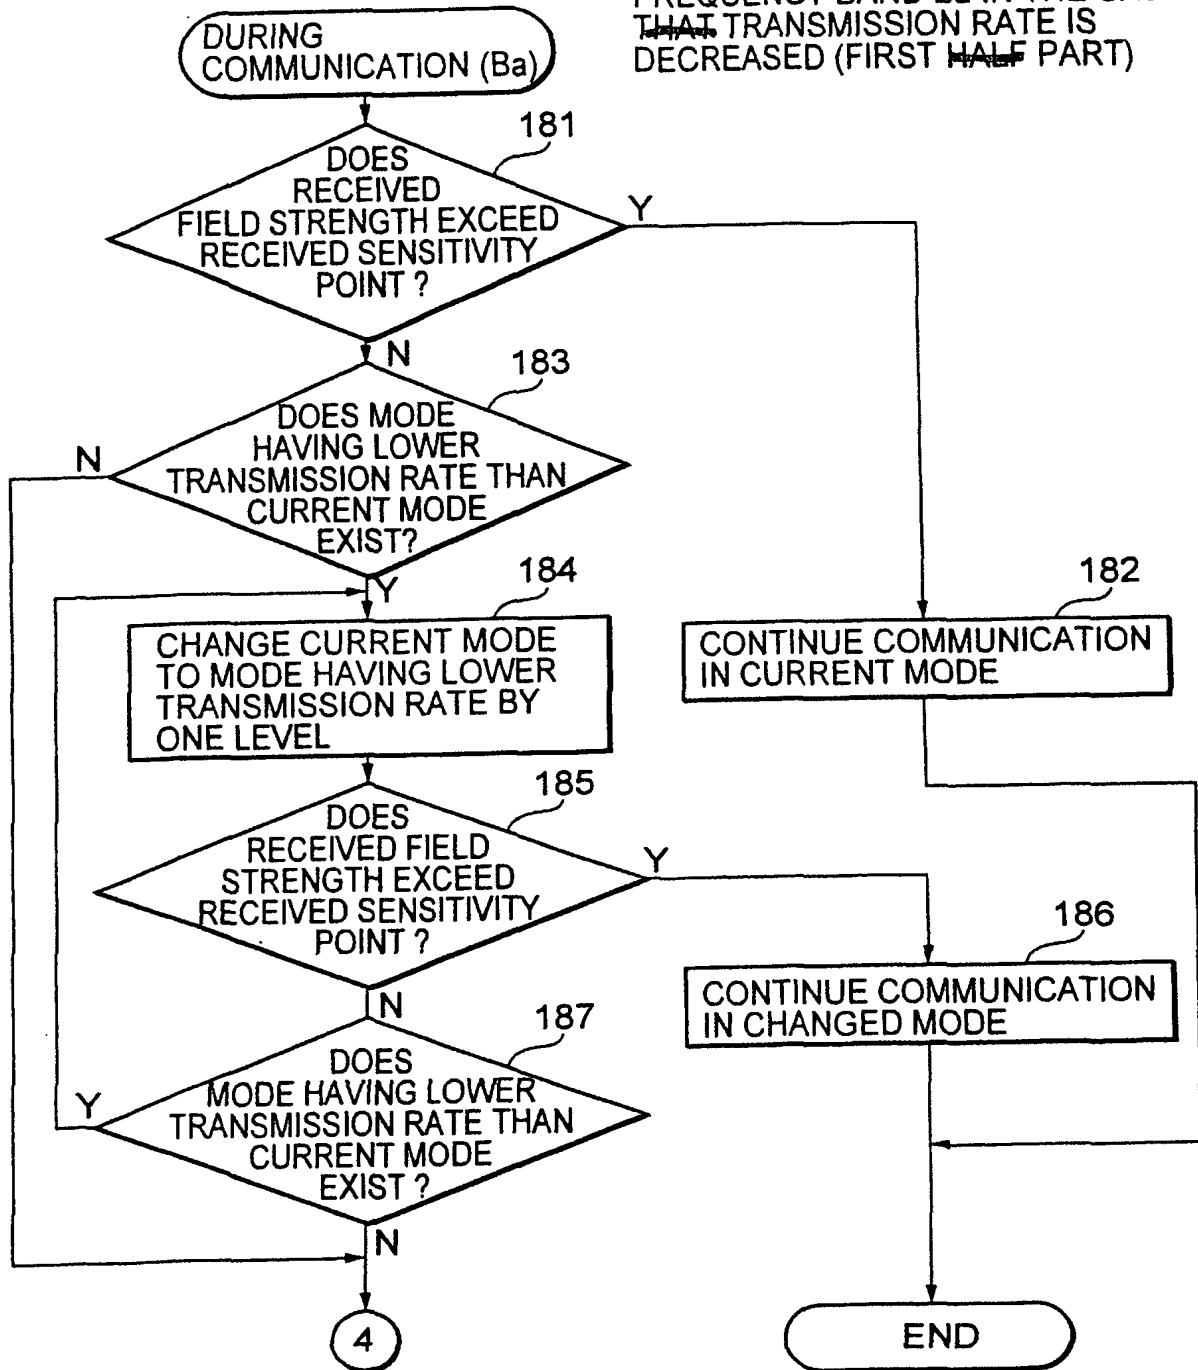 THAT TRANSMISSION RATE IS
DECREASED (FIRST HALF PART)
DURING
COMMUNICATION (Ba)
181
DOES
RECEIVED
FIELD STRENGTH EXCEED
RECEIVED SENSITIVITY
POINT ?
Y
N
183
DOES MODE
HAVING LOWER
TRANSMISSION RATE THAN
CURRENT MODE
EXIST?
N
Y
184
CHANGE CURRENT MODE
TO MODE HAVING LOWER
TRANSMISSION RATE BY
ONE LEVEL
182
CONTINUE COMMUNICATION
IN CURRENT MODE
185
DOES
RECEIVED FIELD
STRENGTH EXCEED
RECEIVED SENSITIVITY
POINT ?
Y
N
186
CONTINUE COMMUNICATION
IN CHANGED MODE
187
DOES
MODE HAVING LOWER
TRANSMISSION RATE THAN
CURRENT MODE
EXIST ?
Y
N
4
END